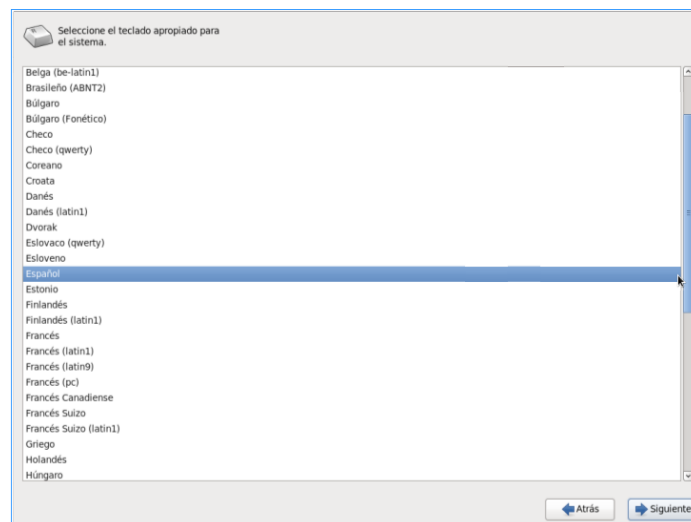 Seleccione el teclado apropiado para
el sistema.
Belga (be-latin1)
Brasileño (ABNT2)
Búlgaro
Búlgaro (Fonético)
Checo
Checo (qwerty)
Coreano
Croata
Danés
Danés (latin1)
Dvorak
Eslovaco (qwerty)
Esloveno
Español
Estonio
Finlandés
Finlandés (latin1)
Francés
Francés (latin1)
Francés (latin9)
Francés (pc)
Francés Canadiense
Francés Suizo
Francés Suizo (latin1)
Griego
Holandés
Húngaro
Atrás
Siguiente